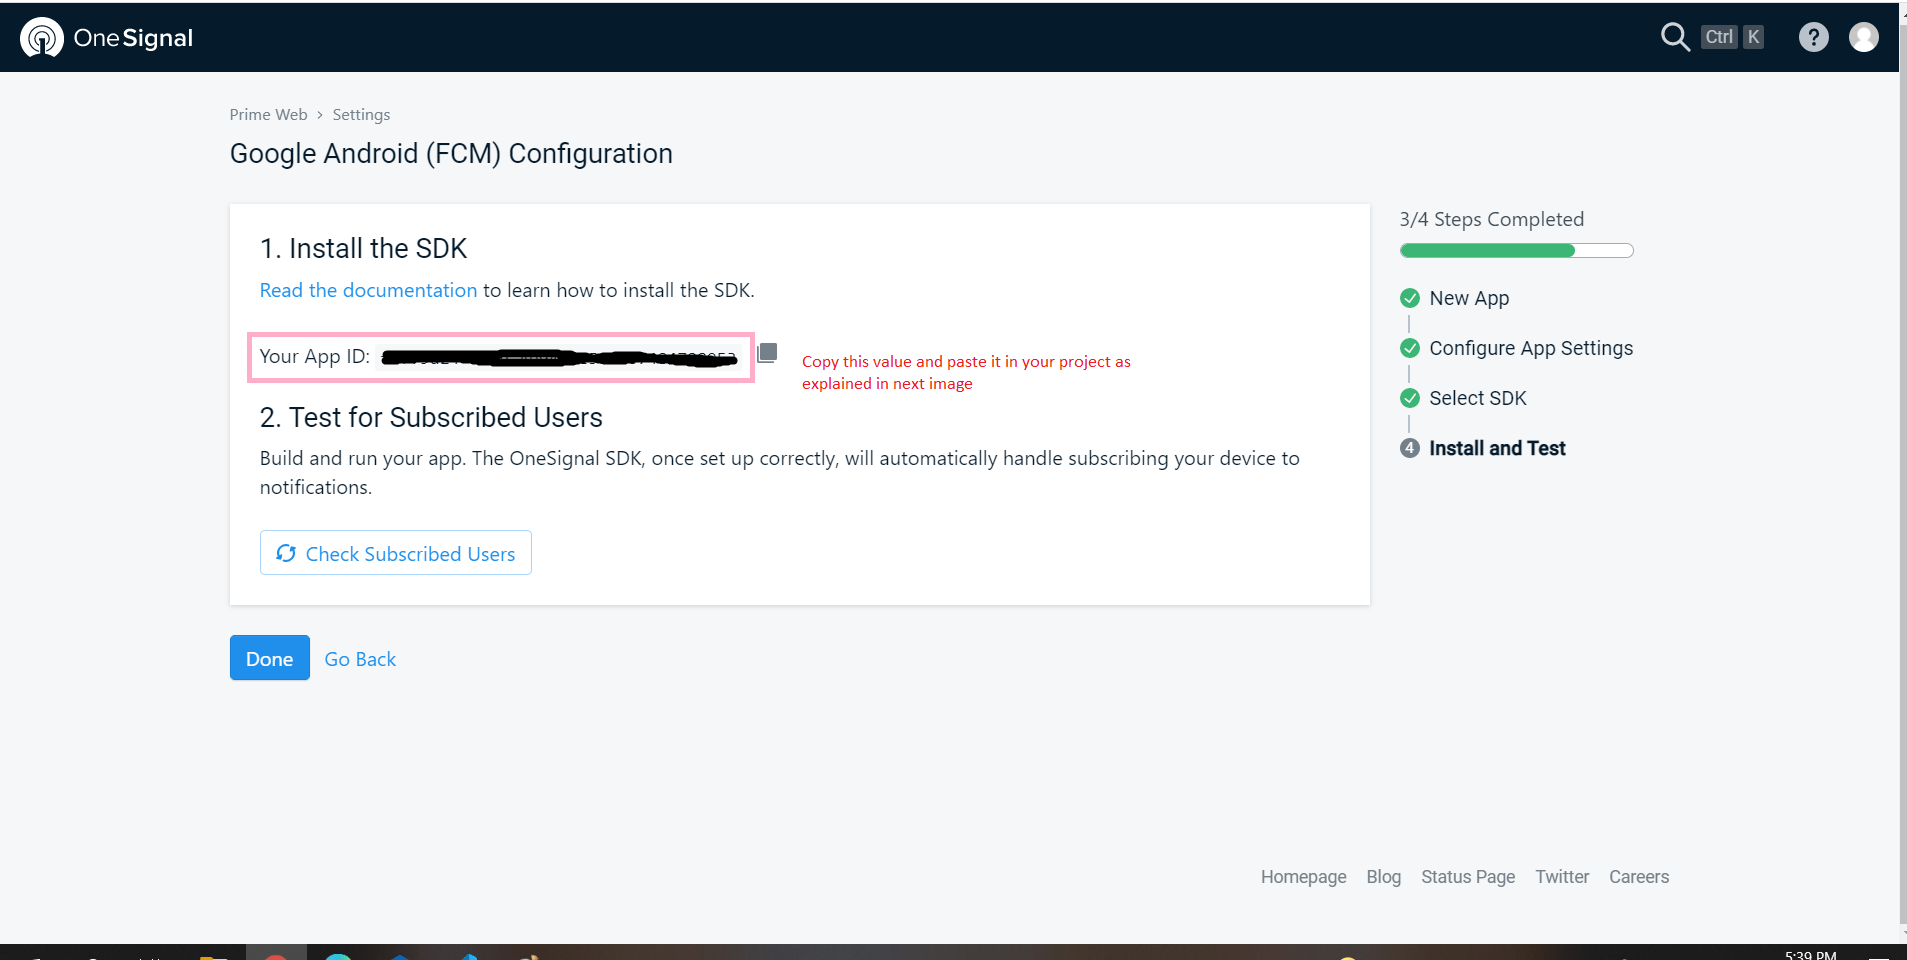 OneSignal
Ctrl K
?
Prime Web > Settings
Google Android (FCM) Configuration
1. Install the SDK
Read the documentation to learn how to install the SDK.
Your App ID:
Copy this value and paste it in your project as
explained in next image
2. Test for Subscribed Users
Build and run your app. The OneSignal SDK, once set up correctly, will automatically handle subscribing your device to
notifications.
Check Subscribed Users
Done Go Back
3/4 Steps Completed
New App
Configure App Settings
Select SDK
4 Install and Test
Homepage Blog Status Page Twitter Careers
5:39 PM